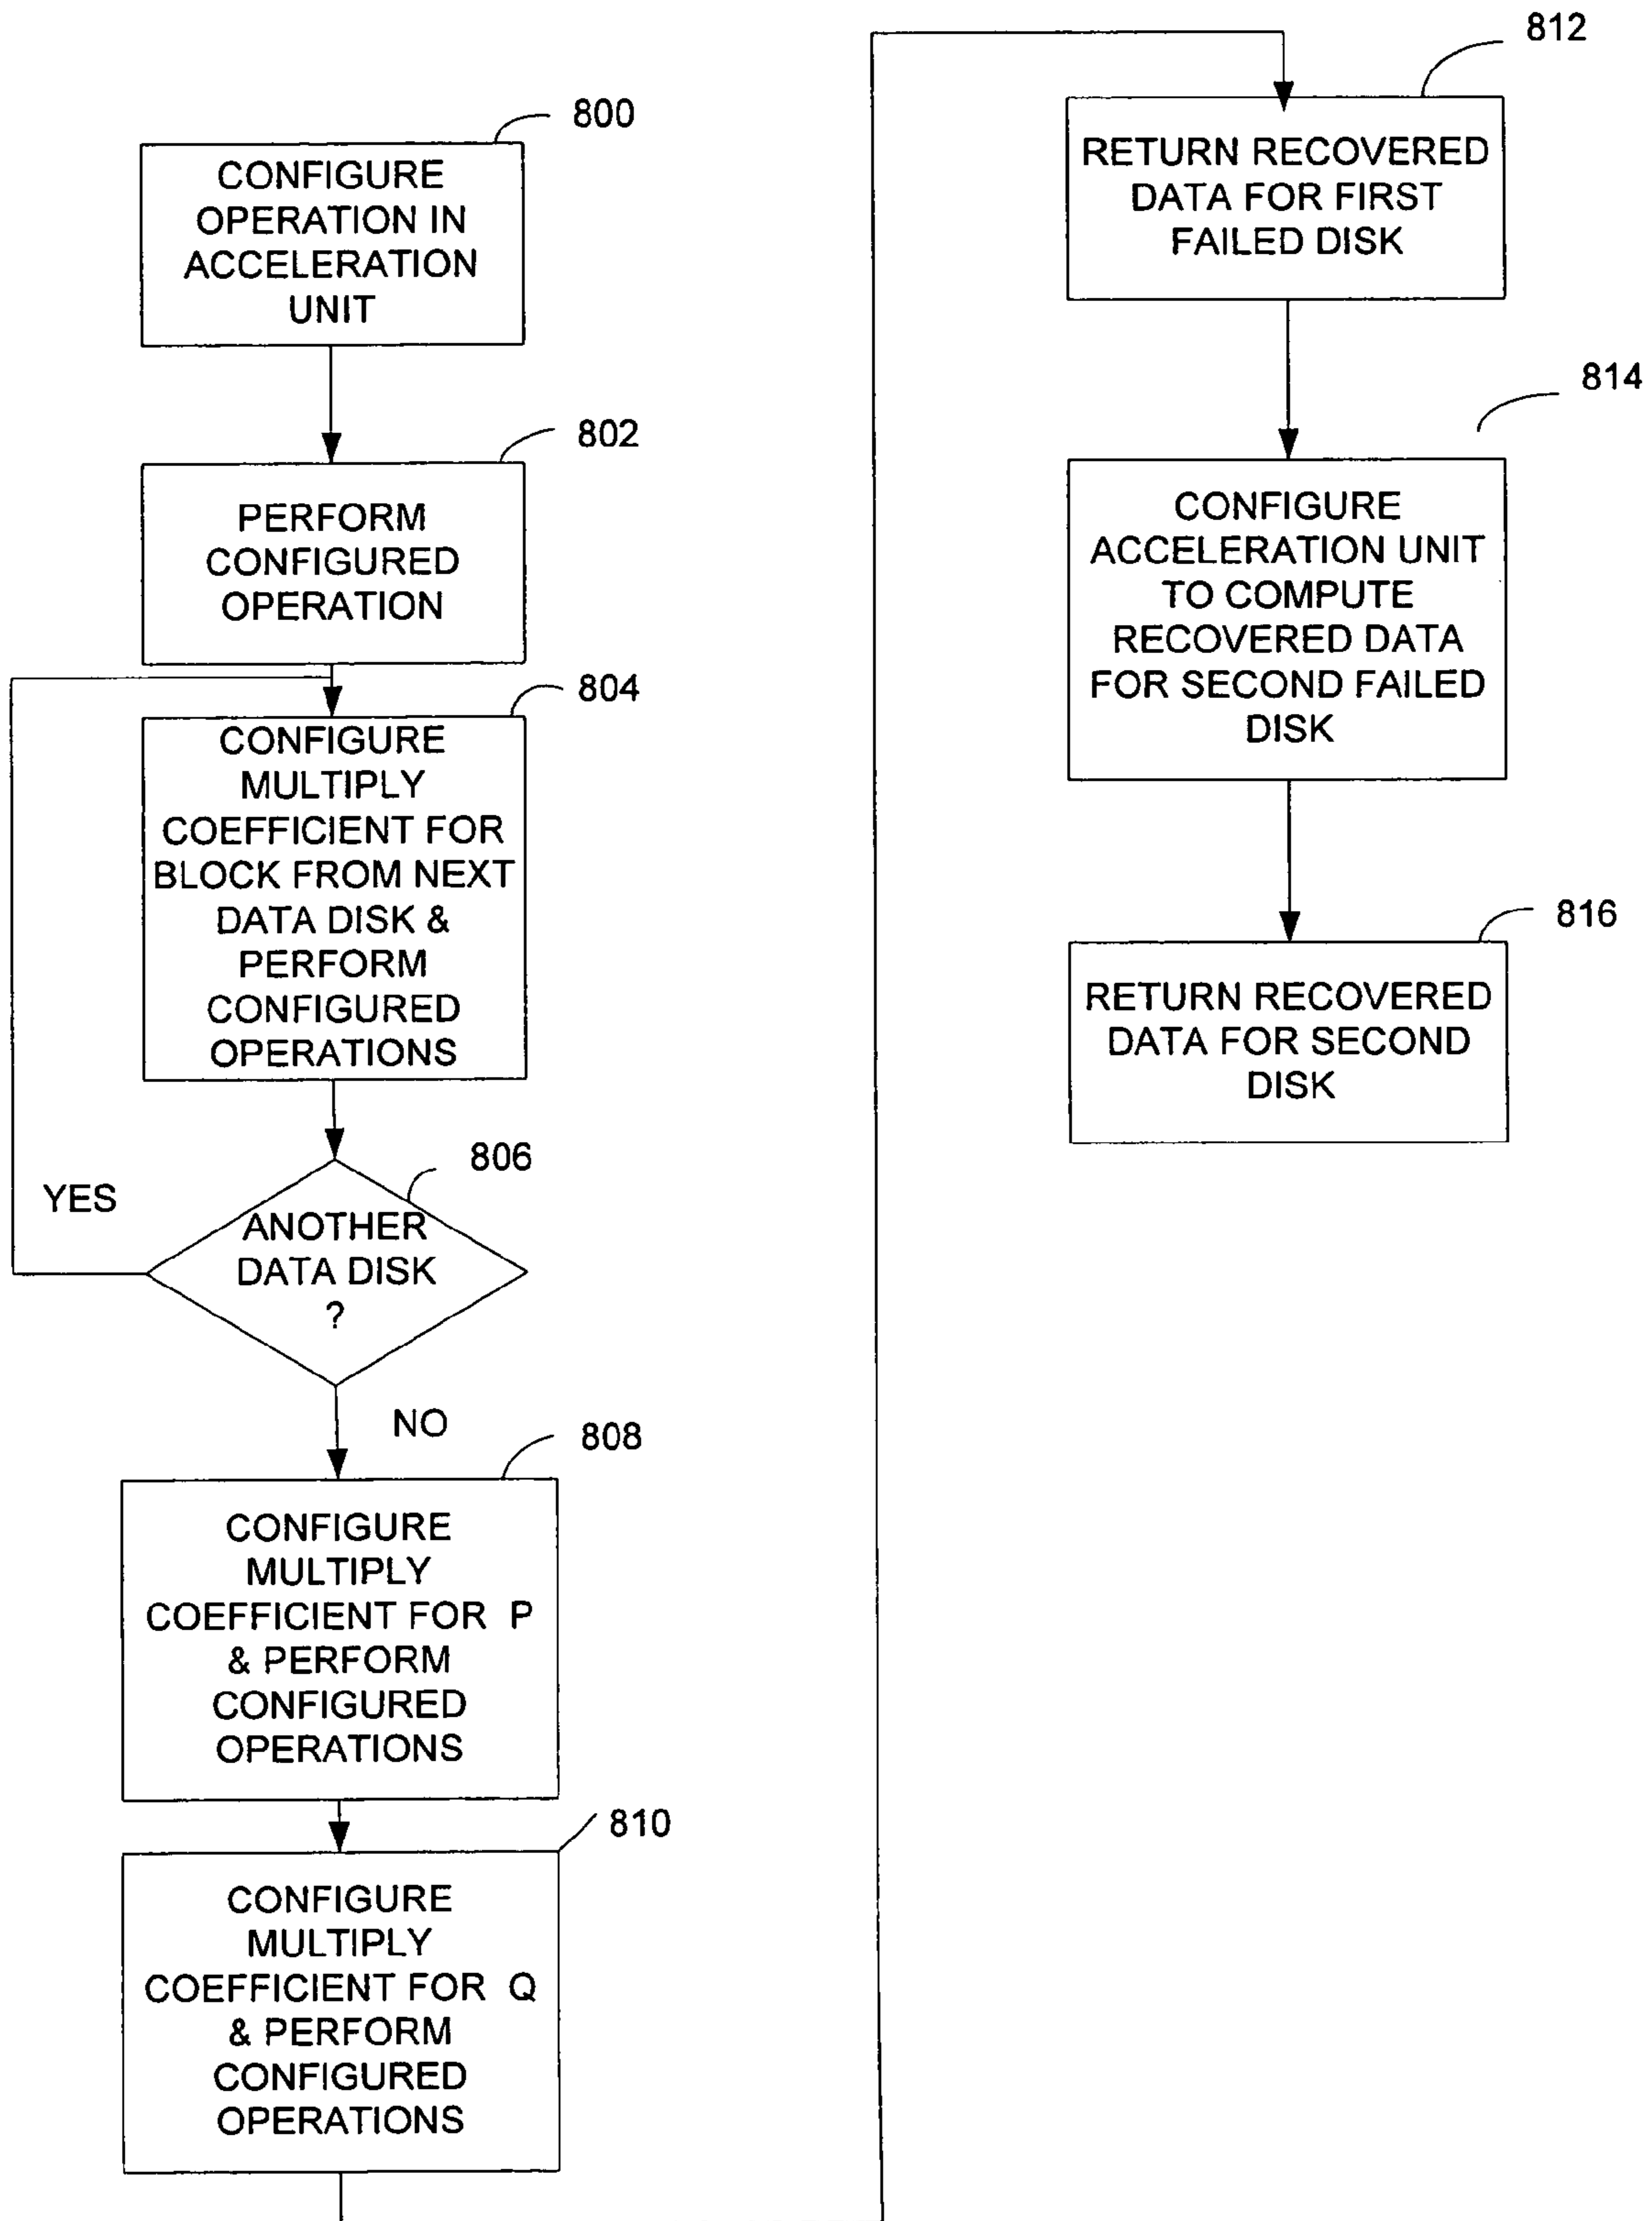 800
CONFIGURE
OPERATION IN
ACCELERATION
UNIT
802
PERFORM
CONFIGURED
OPERATION
804
CONFIGURE
MULTIPLY
COEFFICIENT FOR
BLOCK FROM NEXT
DATA DISK &
PERFORM
CONFIGURED
OPERATIONS
806
YES
ANOTHER
DATA DISK
?
NO
808
CONFIGURE
MULTIPLY
COEFFICIENT FOR P
& PERFORM
CONFIGURED
OPERATIONS
810
CONFIGURE
MULTIPLY
COEFFICIENT FOR Q
& PERFORM
CONFIGURED
OPERATIONS
812
RETURN RECOVERED
DATA FOR FIRST
FAILED DISK
814
CONFIGURE
ACCELERATION UNIT
TO COMPUTE
RECOVERED DATA
FOR SECOND FAILED
DISK
816
RETURN RECOVERED
DATA FOR SECOND
DISK